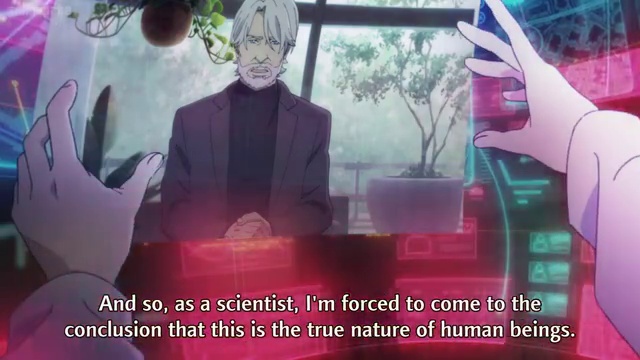 And so, as a scientist, I'm forced to come to the
conclusion that this is the true nature of human beings.